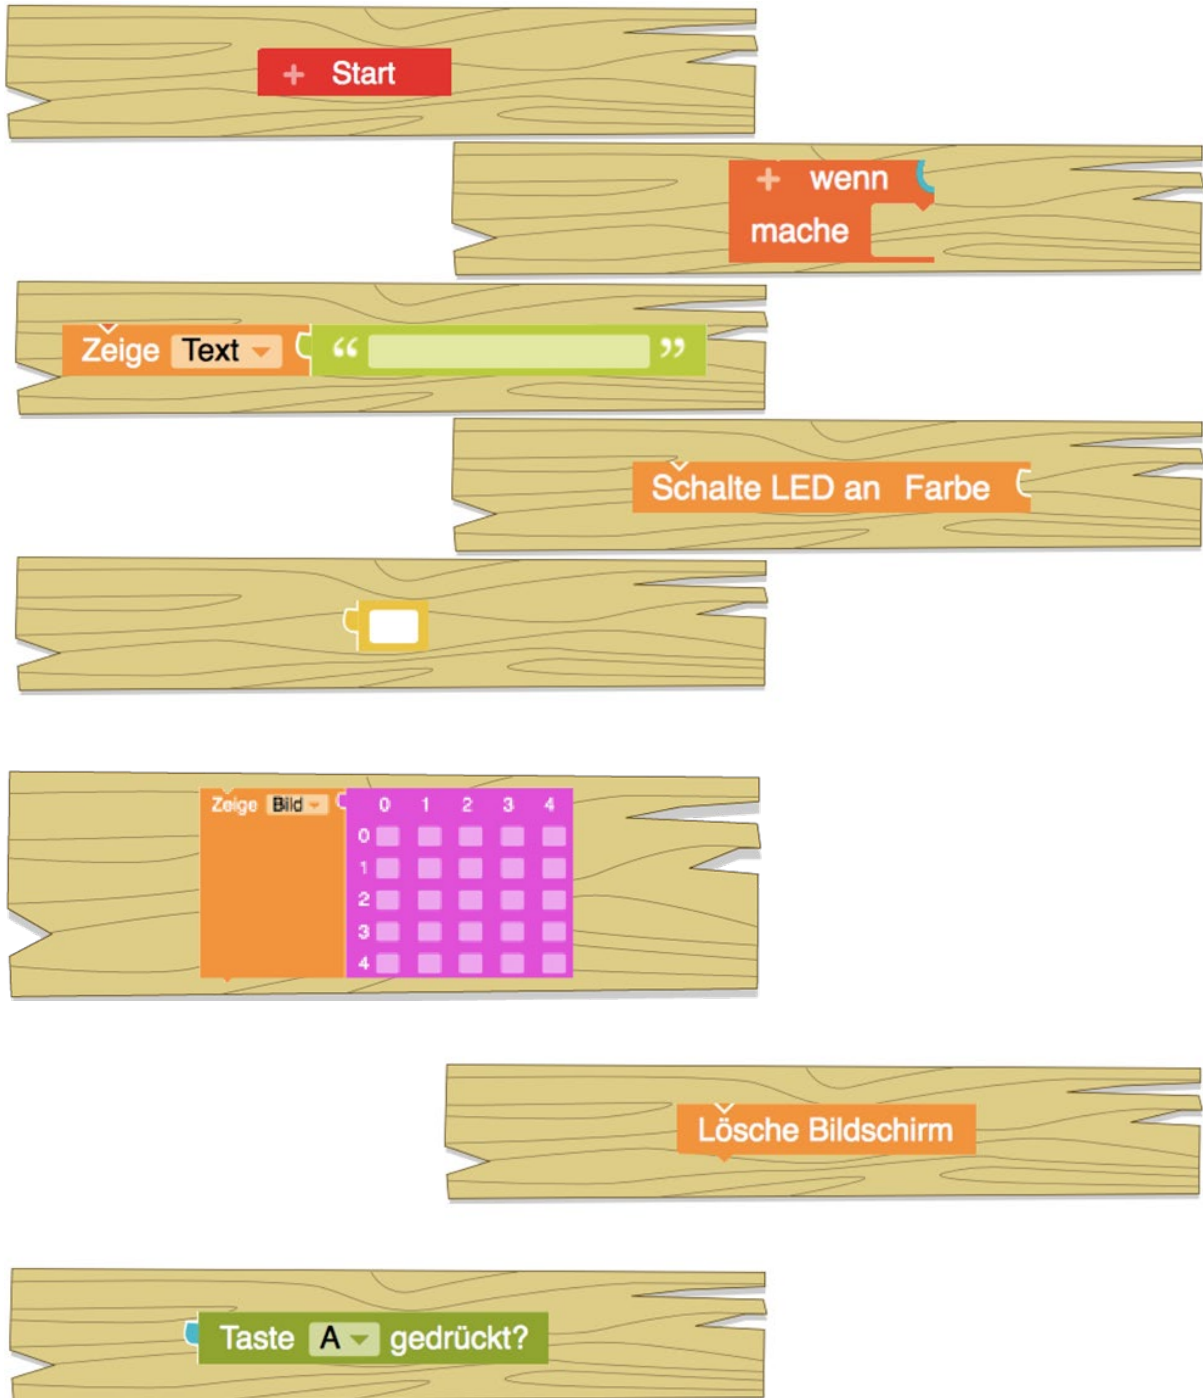 + Start
+ wenn
mache
Zeige Text “ ”
Schalte LED an Farbe
Zeige Bild 0 1 2 3 4
0
1
2
3
4
Lösche Bildschirm
Taste A gedrückt?